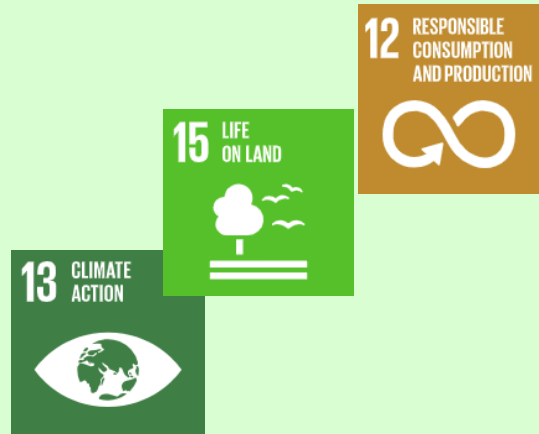 12 RESPONSIBLE
CONSUMPTION
AND PRODUCTION
15 LIFE
ON LAND
13 CLIMATE
ACTION